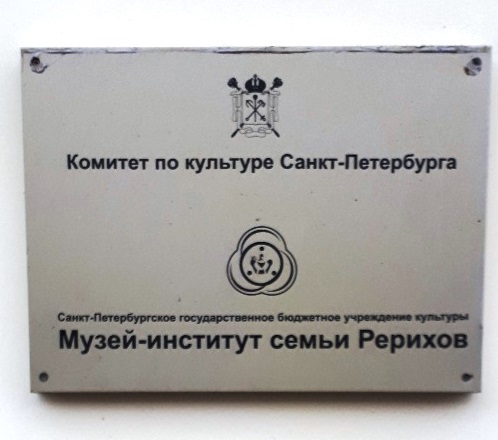 Комитет по культуре Санкт-Петербурга
Санкт-Петербургское государственное бюджетное учреждение культуры
Музей-институт семьи Рерихов